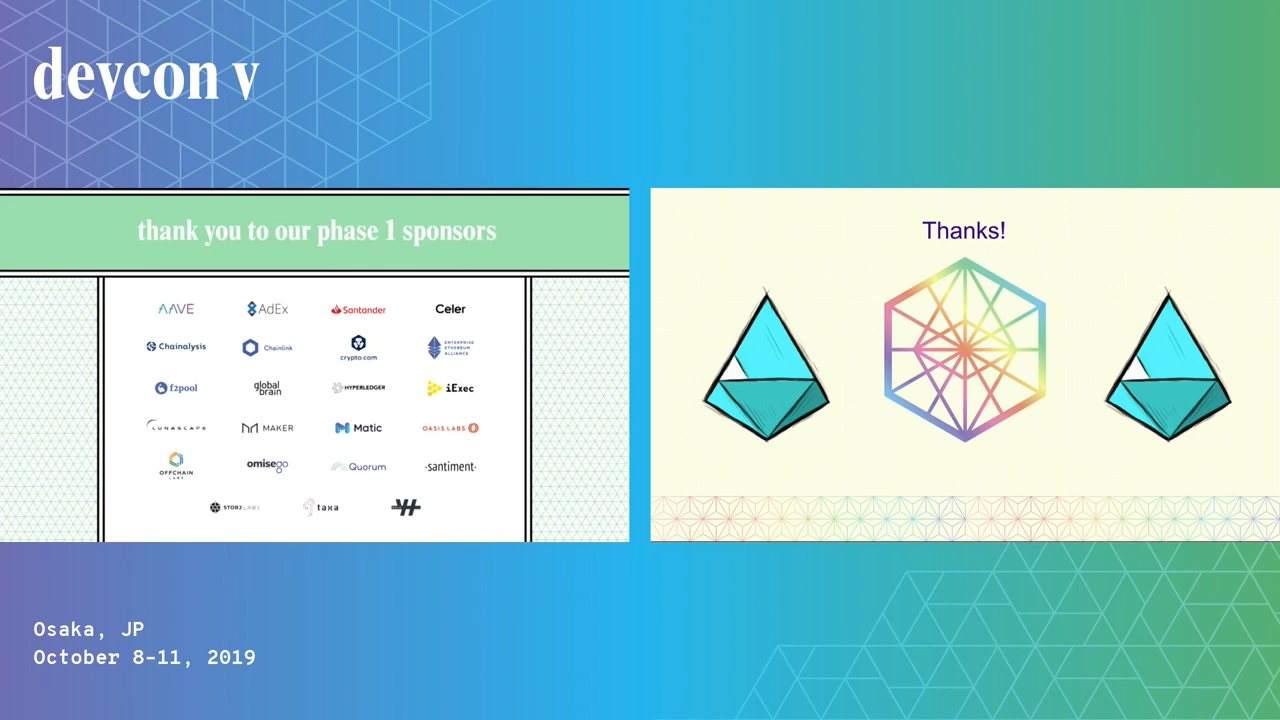 devcon v
thank you to our phase 1 sponsors
AAVE
AdEx
Santander
Celer
Chainalysis
Chainlink
crypto.com
ENTERPRISE
ETHEREUM
ALLIANCE
f2pool
global
brain
HYPERLEDGER
iExec
LUNASCAPE
MAKER
Matic
OASIS LABS
OFFCHAIN
LABS
omisego
Quorum
·santiment·
STORJ LABS
taxa
Thanks!
Osaka, JP
October 8-11, 2019